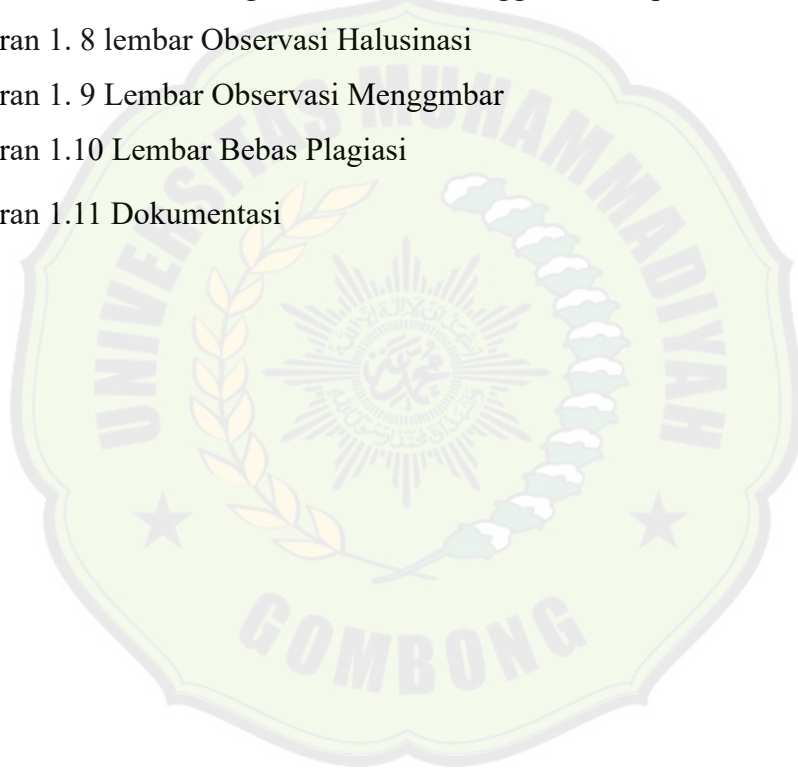 ran 1. 8 lembar Observasi Halusinasi
ran 1. 9 Lembar Observasi Menggmbar
ran 1.10 Lembar Bebas Plagiasi
ran 1.11 Dokumentasi
UNIVERSITAS MUHAMMADIYAH
GOMBONG